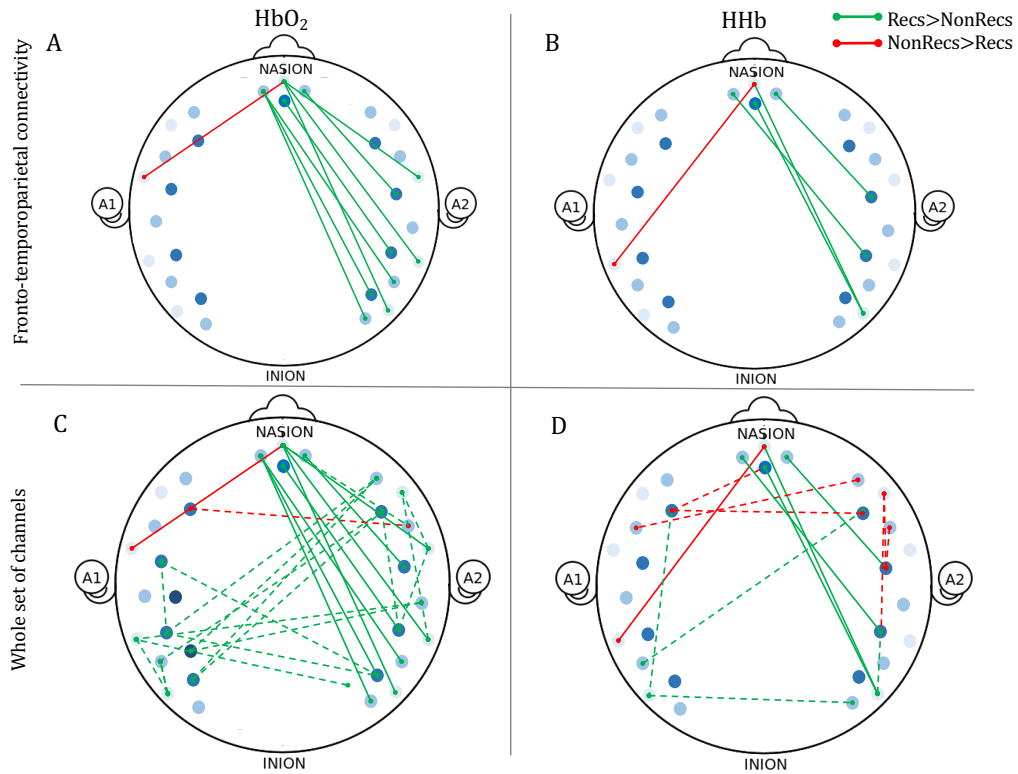 HbO₂
HHb
Recs>NonRecs
NonRecs>Recs
Fronto-temporoparietal connectivity
A
NASION
A1
A2
INION
B
NASION
A1
A2
INION
Whole set of channels
C
NASION
A1
A2
INION
D
NASION
A1
A2
INION